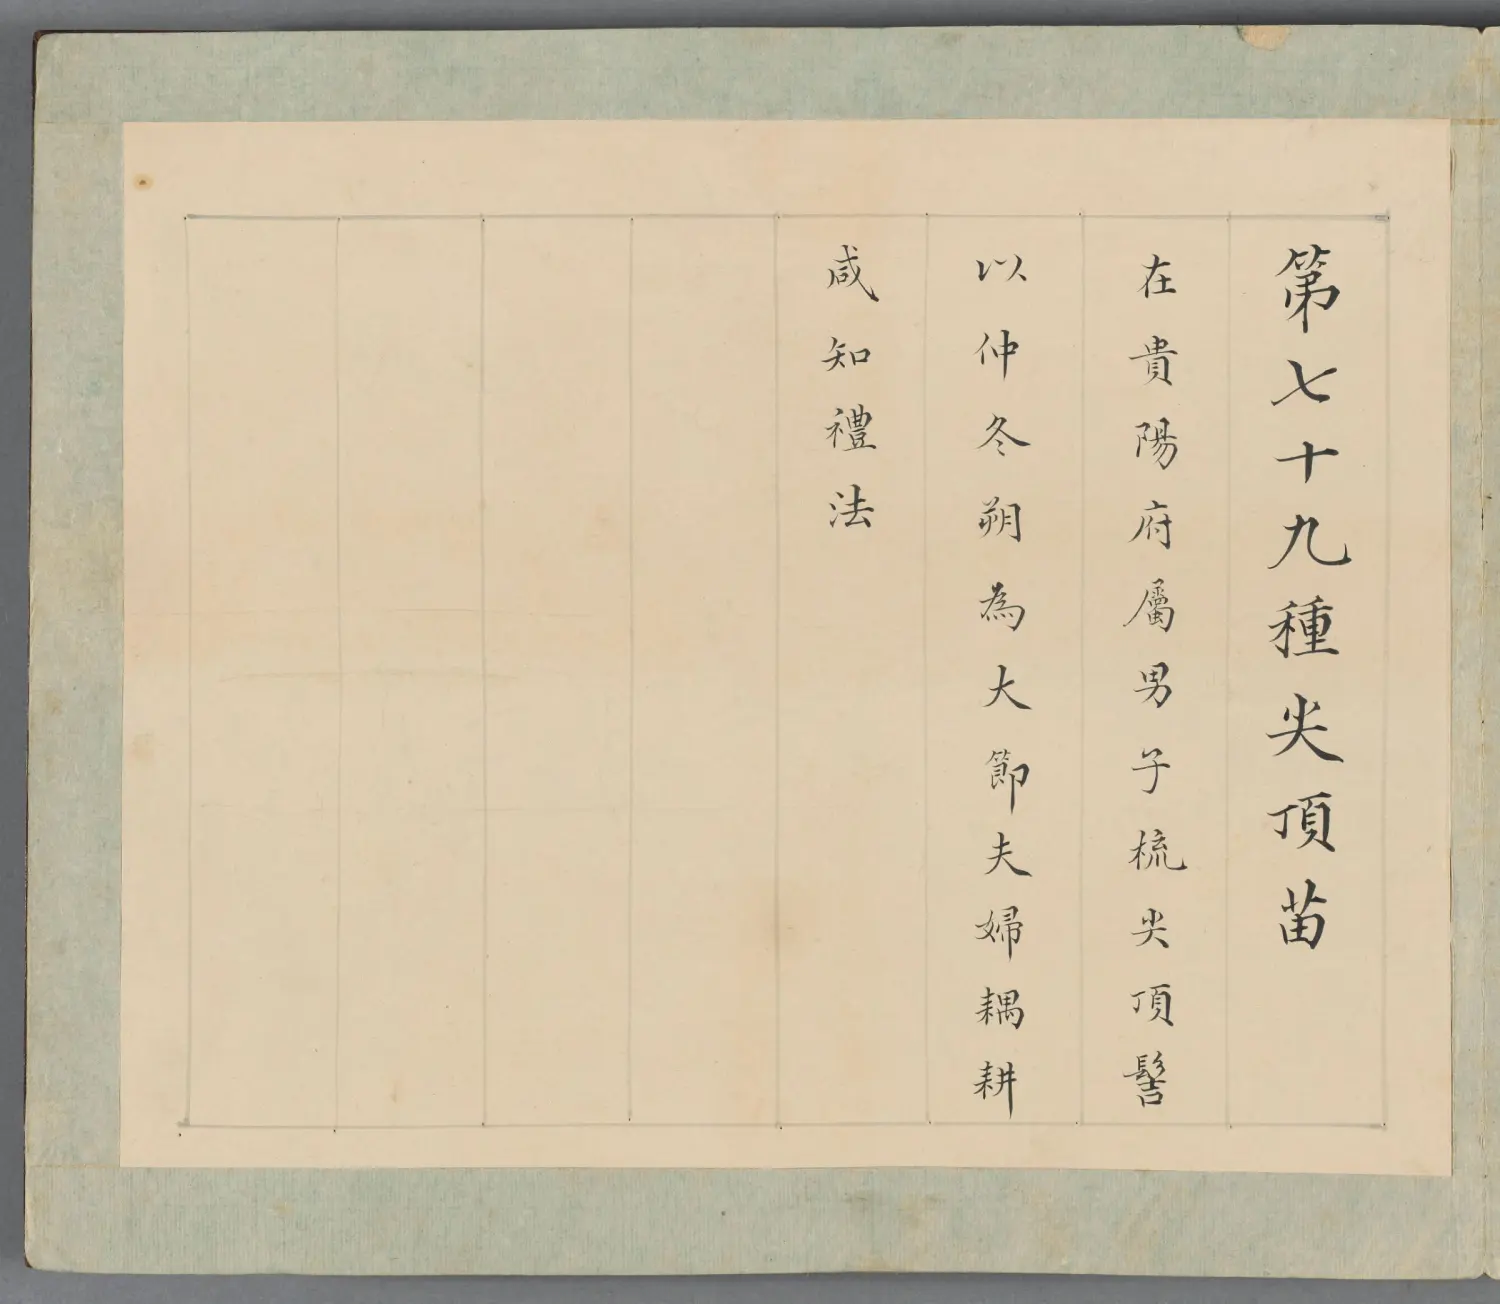 第七十九種尖頂苗
在貴陽府屬男子梳尖頂髻
以仲冬朔為大節夫婦耦耕
咸知禮法